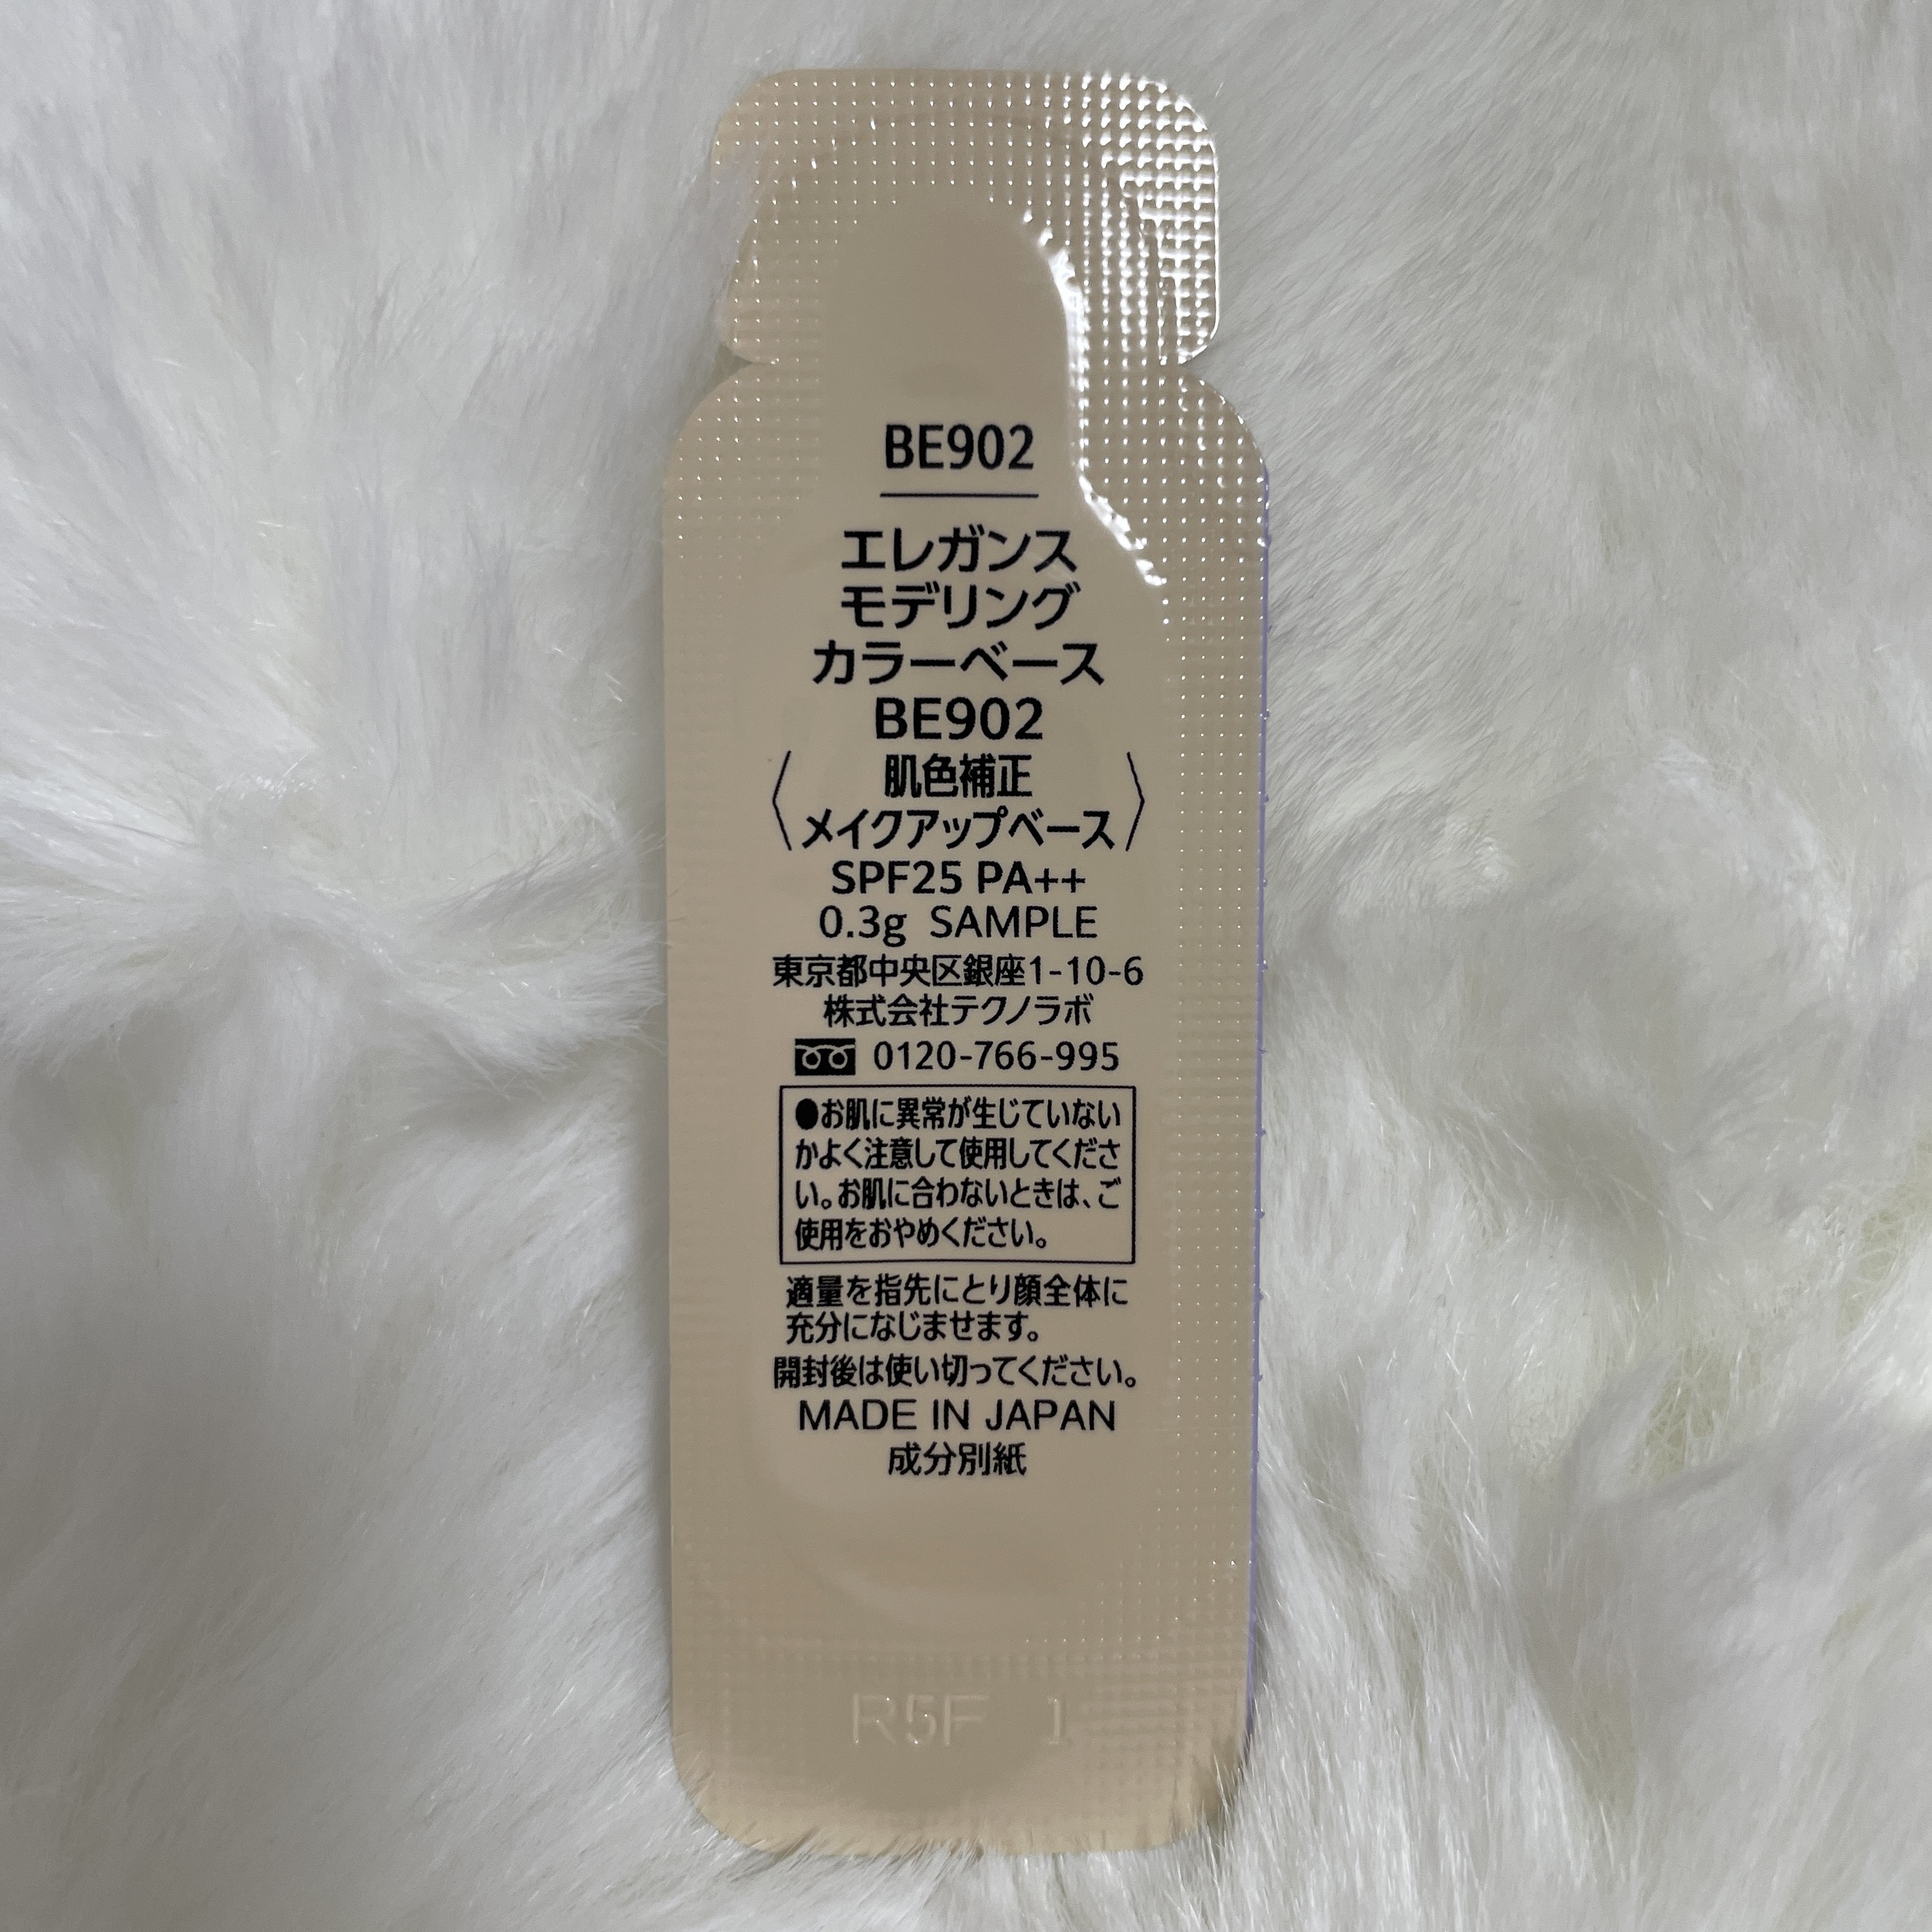 BE902
エレガンス
モデリング
カラーベース
BE902
〈肌色補正
メイクアップベース〉
SPF25 PA++
0.3g SAMPLE
東京都中央区銀座1-10-6
株式会社テクノラボ
0120-766-995
●お肌に異常が生じていない
かよく注意して使用してくださ
い。お肌に合わないときは、ご
使用をおやめください。
適量を指先にとり顔全体に
充分になじませます。
開封後は使い切ってください。
MADE IN JAPAN
成分別紙
R5F 1